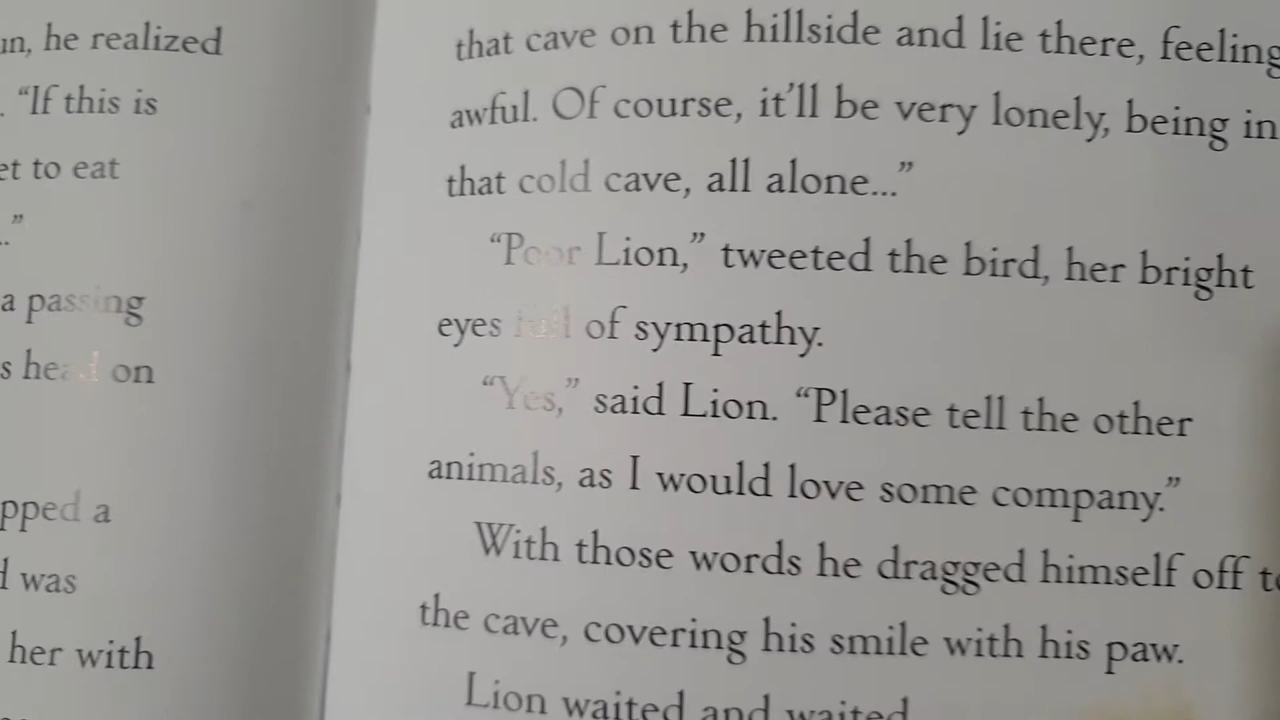 un, he realized
. “If this is
et to eat
..”
a passing
s head on
pped a
d was
her with
that cave on the hillside and lie there, feeling
awful. Of course, it’ll be very lonely, being in
that cold cave, all alone...”
“Poor Lion,” tweeted the bird, her bright
eyes full of sympathy.
“Yes,” said Lion. “Please tell the other
animals, as I would love some company.”
With those words he dragged himself off to
the cave, covering his smile with his paw.
Lion waited and waited